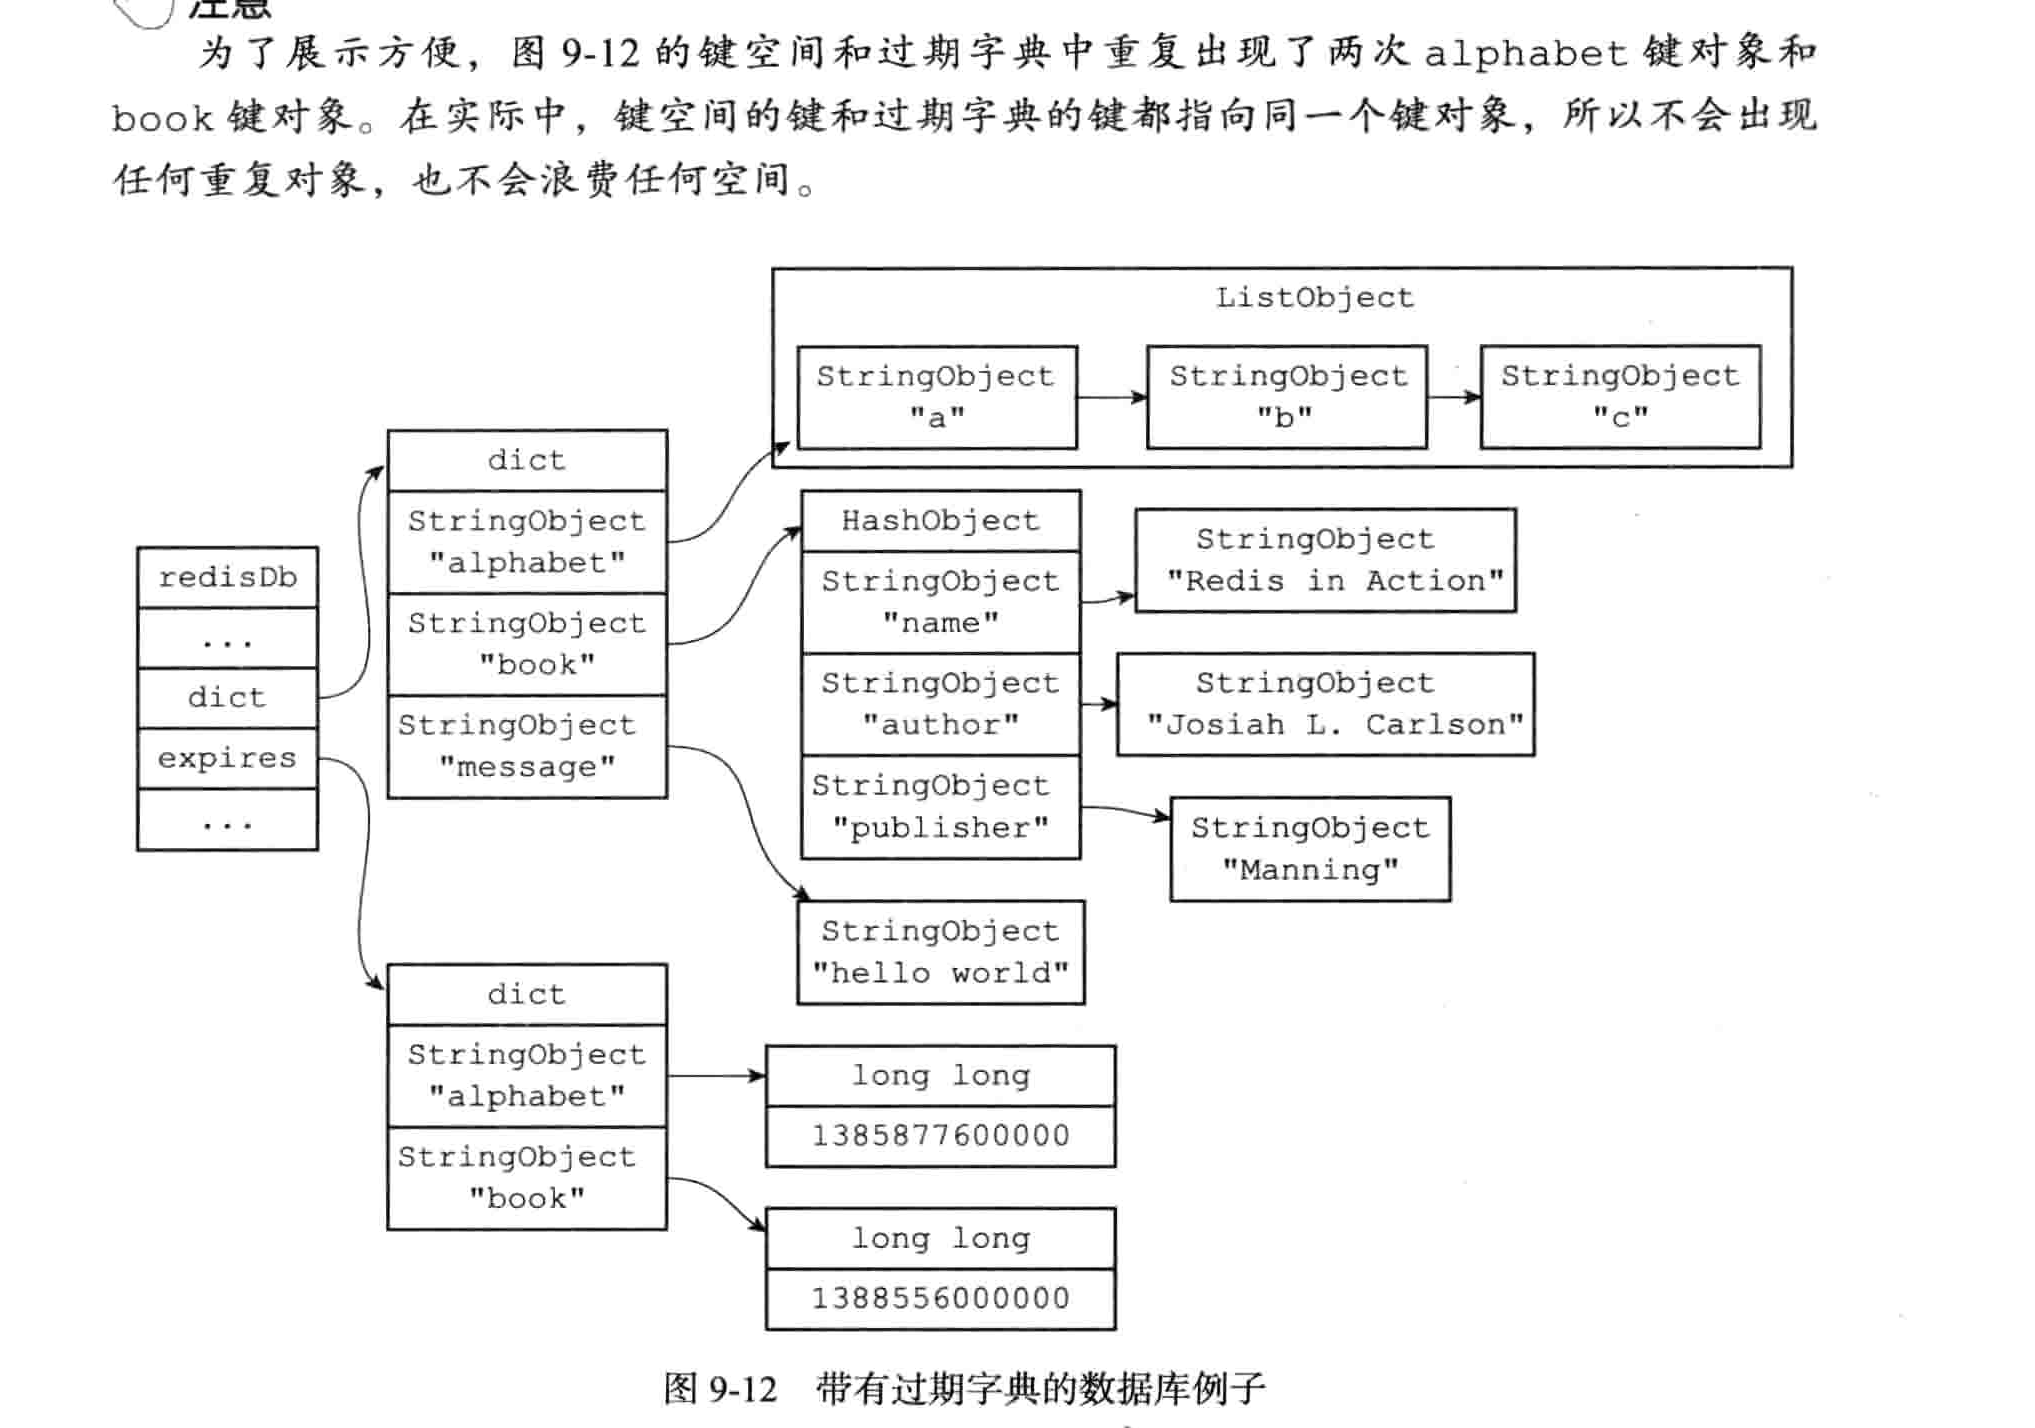 注意
为了展示方便，图 9-12 的键空间和过期字典中重复出现了两次 alphabet 键对象和
book 键对象。在实际中，键空间的键和过期字典的键都指向同一个键对象，所以不会出现
任何重复对象，也不会浪费任何空间。
ListObject
StringObject
"a"
StringObject
"b"
StringObject
"c"
dict
StringObject
"alphabet"
StringObject
"book"
StringObject
"message"
redisDb
...
dict
expires
...
HashObject
StringObject
"name"
StringObject
"author"
StringObject
"publisher"
StringObject
"Redis in Action"
StringObject
"Josiah L. Carlson"
StringObject
"Manning"
StringObject
"hello world"
dict
StringObject
"alphabet"
StringObject
"book"
long long
1385877600000
long long
1388556000000
图 9-12 带有过期字典的数据库例子